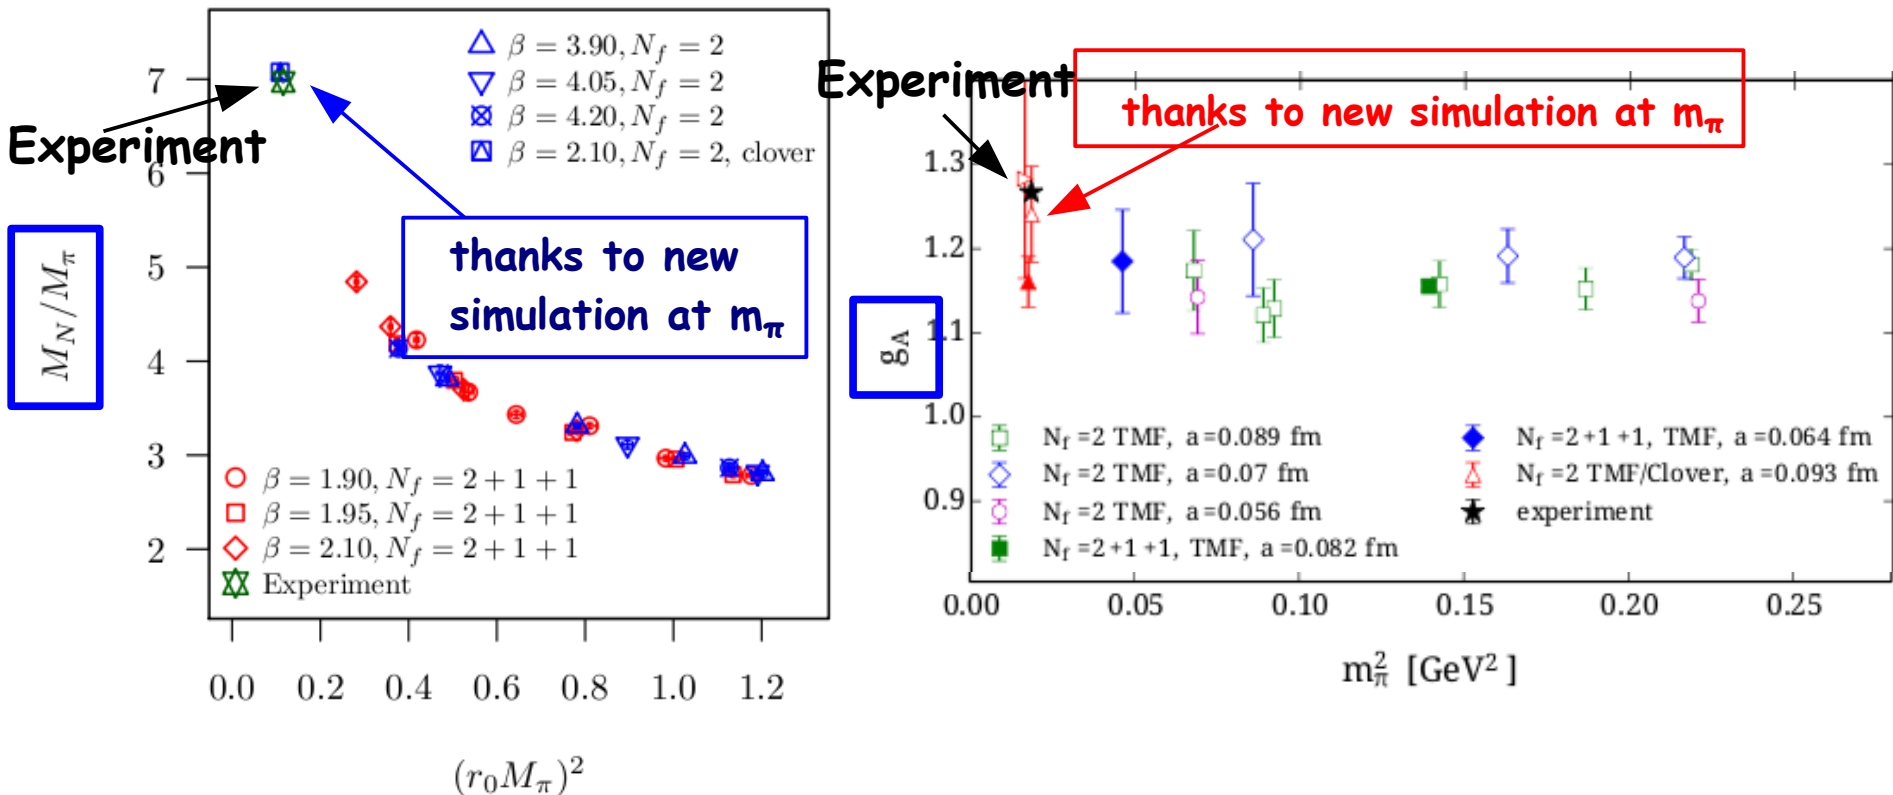 7
6
5
4
3
2
M_N/M_π
β = 3.90, N_f = 2
β = 4.05, N_f = 2
β = 4.20, N_f = 2
β = 2.10, N_f = 2, clover
Experiment
thanks to new
simulation at m_π
β = 1.90, N_f = 2 + 1 + 1
β = 1.95, N_f = 2 + 1 + 1
β = 2.10, N_f = 2 + 1 + 1
Experiment
0.0 0.2 0.4 0.6 0.8 1.0 1.2
(r_0M_π)^2
Experiment
thanks to new simulation at m_π
1.3
1.2
1.1
1.0
0.9
g_A
N_f =2 TMF, a=0.089 fm
N_f =2 TMF, a=0.07 fm
N_f =2 TMF, a=0.056 fm
N_f =2+1+1, TMF, a=0.082 fm
N_f =2+1+1, TMF, a=0.064 fm
N_f =2 TMF/Clover, a=0.093 fm
experiment
0.00 0.05 0.10 0.15 0.20 0.25
m_π^2 [GeV^2]